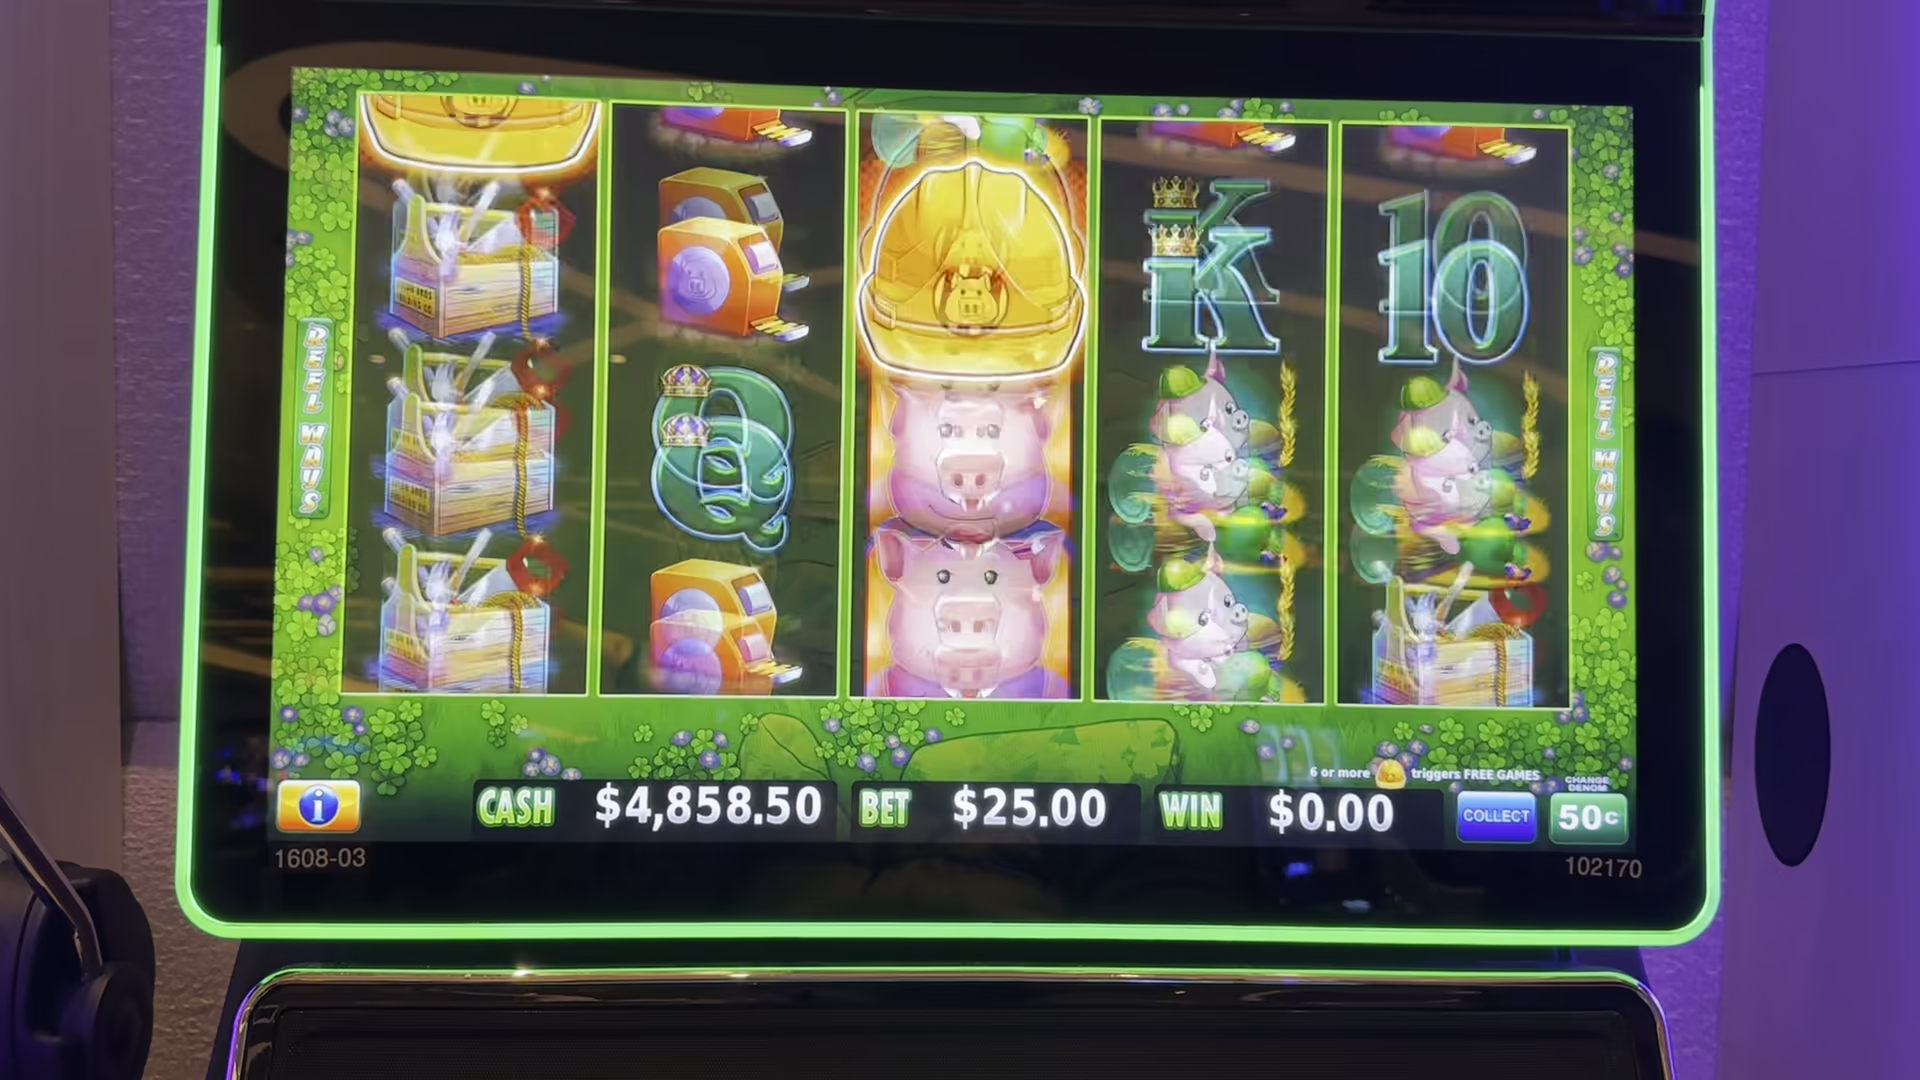 K
10
Q
REEL WAYS
REEL WAYS
6 or more triggers FREE GAMES
CHANGE DENOM
i
CASH $4,858.50
BET $25.00
WIN $0.00
COLLECT
50¢
1608-03
102170